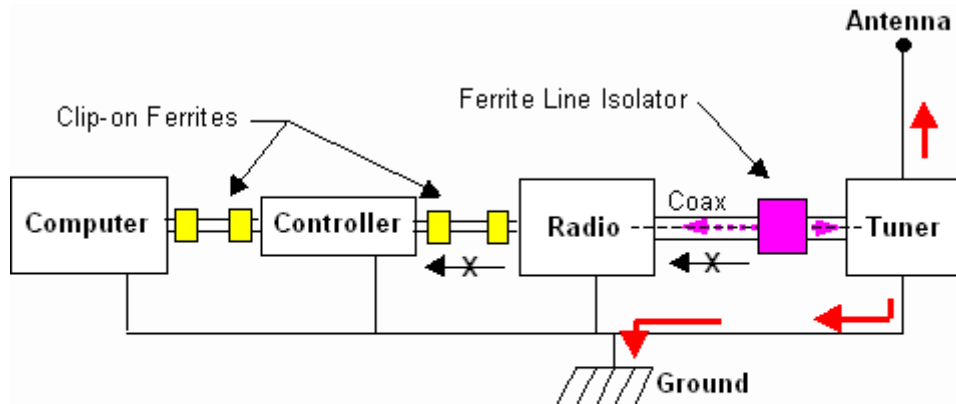 Antenna
Ferrite Line Isolator
Clip-on Ferrites
Computer
Controller
Radio
Coax
Tuner
X
X
Ground